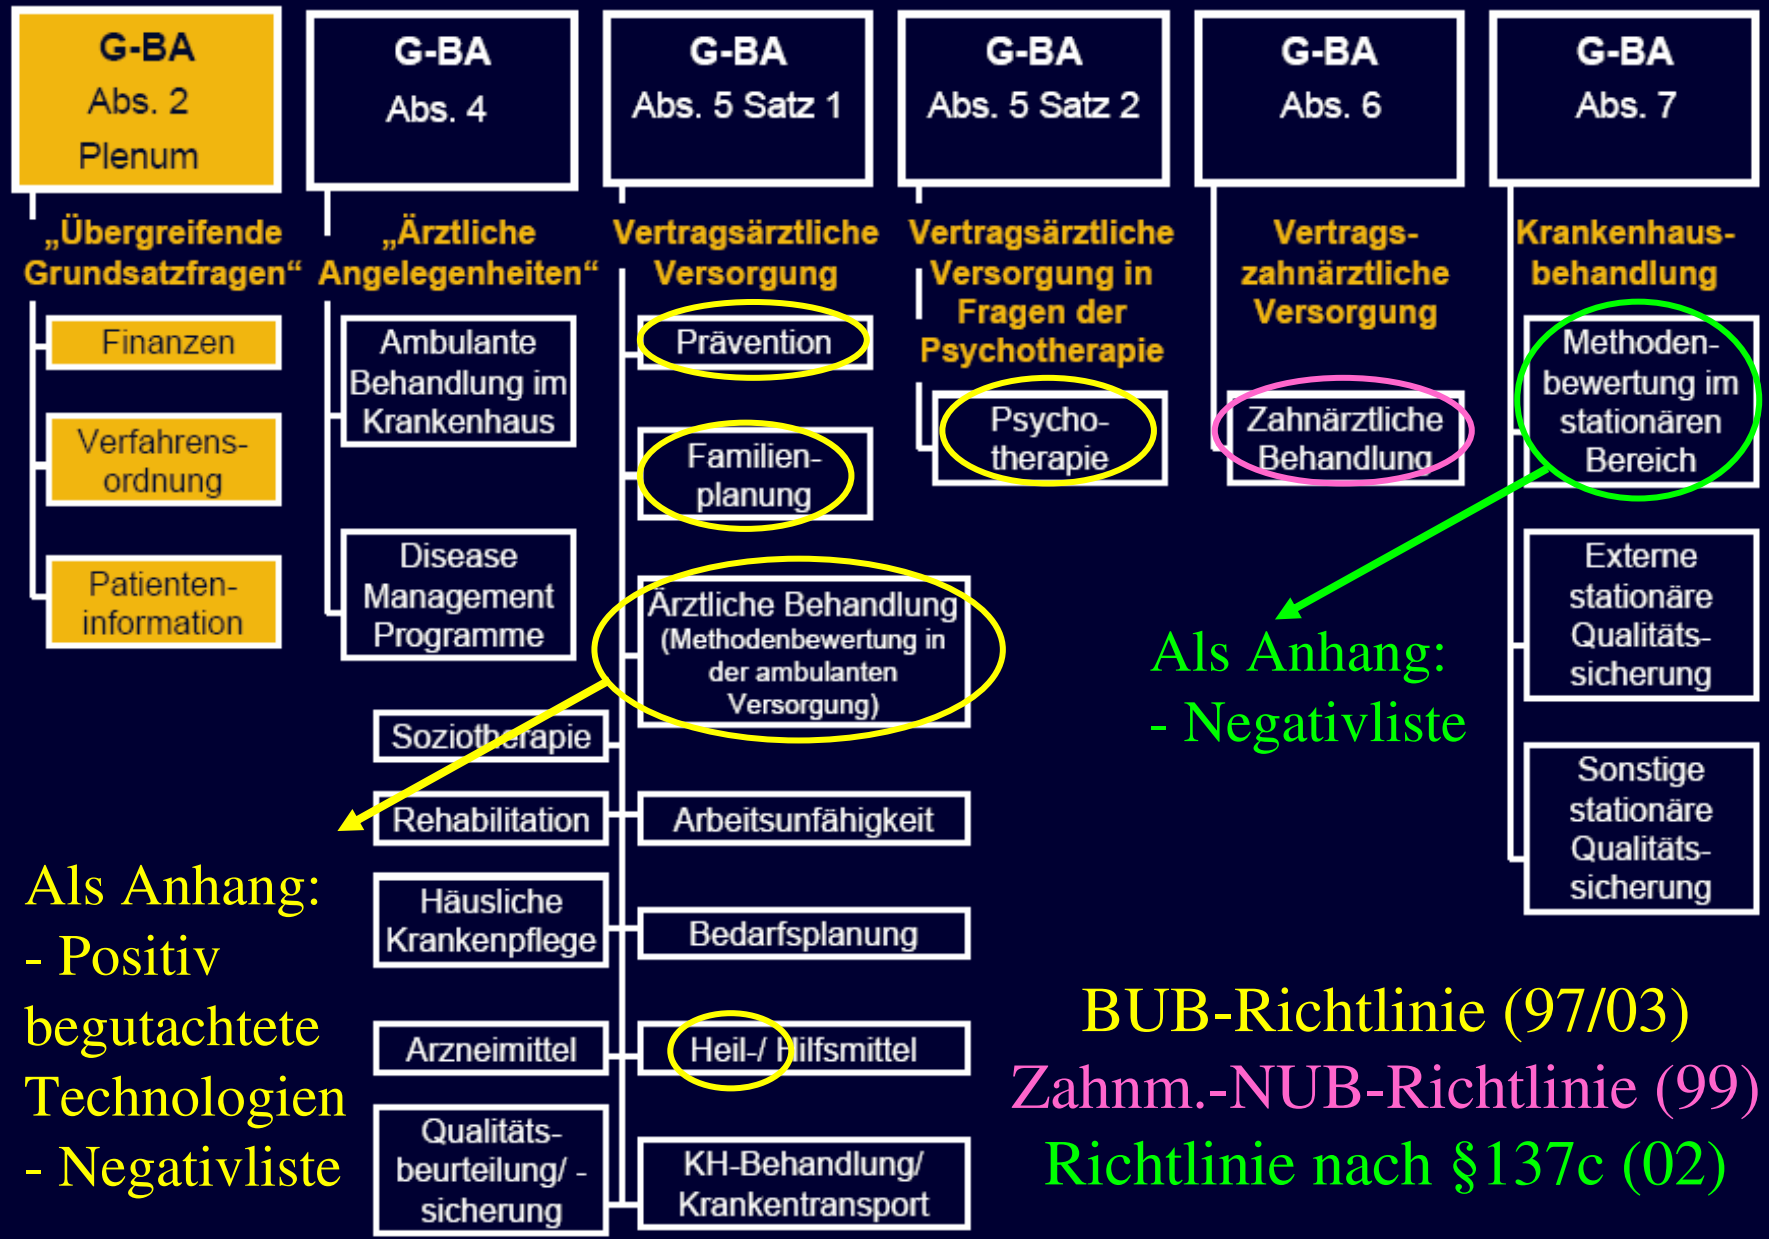 G-BA
Abs. 2
Plenum
„Übergreifende
Grundsatzfragen“
Finanzen
Verfahrens-
ordnung
Patienten-
information
G-BA
Abs. 4
„Ärztliche
Angelegenheiten“
Ambulante
Behandlung im
Krankenhaus
Disease
Management
Programme
G-BA
Abs. 5 Satz 1
Vertragsärztliche
Versorgung
Prävention
Familien-
planung
Ärztliche Behandlung
(Methodenbewertung in
der ambulanten
Versorgung)
Soziotherapie
Rehabilitation
Arbeitsunfähigkeit
Häusliche
Krankenpflege
Bedarfsplanung
Arzneimittel
Heil-/ Hilfsmittel
Qualitäts-
beurteilung/ -
sicherung
KH-Behandlung/
Krankentransport
G-BA
Abs. 5 Satz 2
Vertragsärztliche
Versorgung in
Fragen der
Psychotherapie
Psycho-
therapie
G-BA
Abs. 6
Vertrags-
zahnärztliche
Versorgung
Zahnärztliche
Behandlung
G-BA
Abs. 7
Krankenhaus-
behandlung
Methoden-
bewertung im
stationären
Bereich
Externe
stationäre
Qualitäts-
sicherung
Sonstige
stationäre
Qualitäts-
sicherung
Als Anhang:
- Negativliste
Als Anhang:
- Positiv
begutachtete
Technologien
- Negativliste
BUB-Richtlinie (97/03)
Zahnm.-NUB-Richtlinie (99)
Richtlinie nach §137c (02)